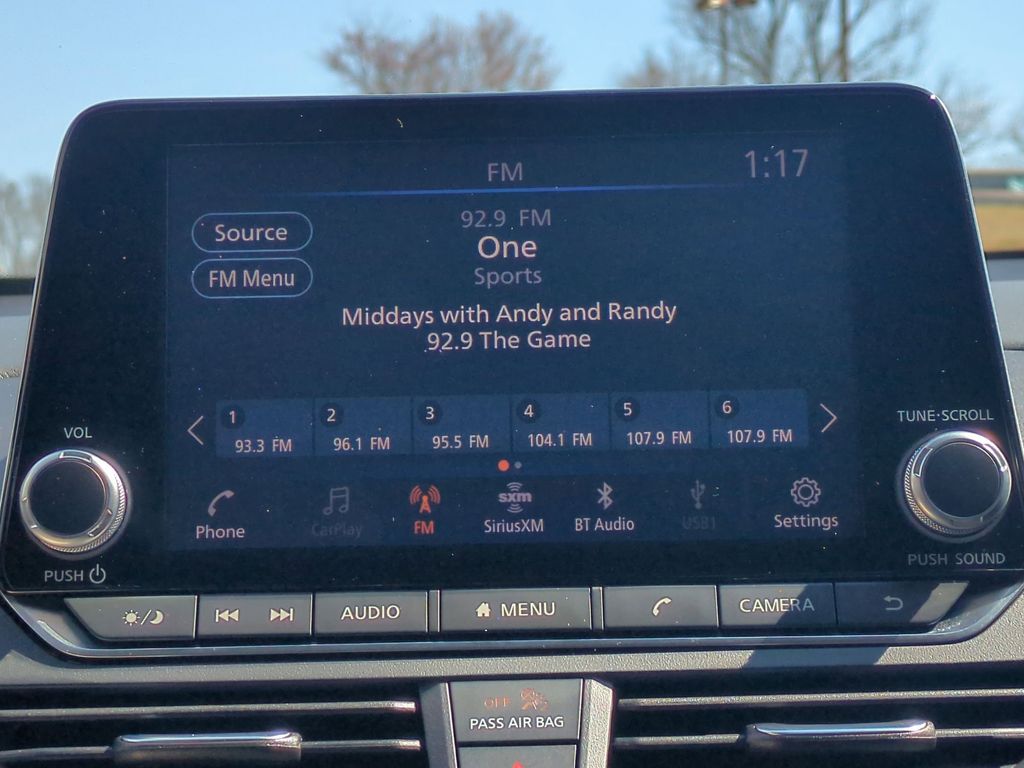 FM
1:17
Source
FM Menu
92.9 FM
One
Sports
Middays with Andy and Randy
92.9 The Game
1
93.3 FM
2
96.1 FM
3
95.5 FM
4
104.1 FM
5
107.9 FM
6
107.9 FM
VOL
PUSH
TUNE·SCROLL
PUSH SOUND
Phone
CarPlay
FM
sxm
SiriusXM
BT Audio
USB1
Settings
AUDIO
MENU
CAMERA
OFF
PASS AIR BAG